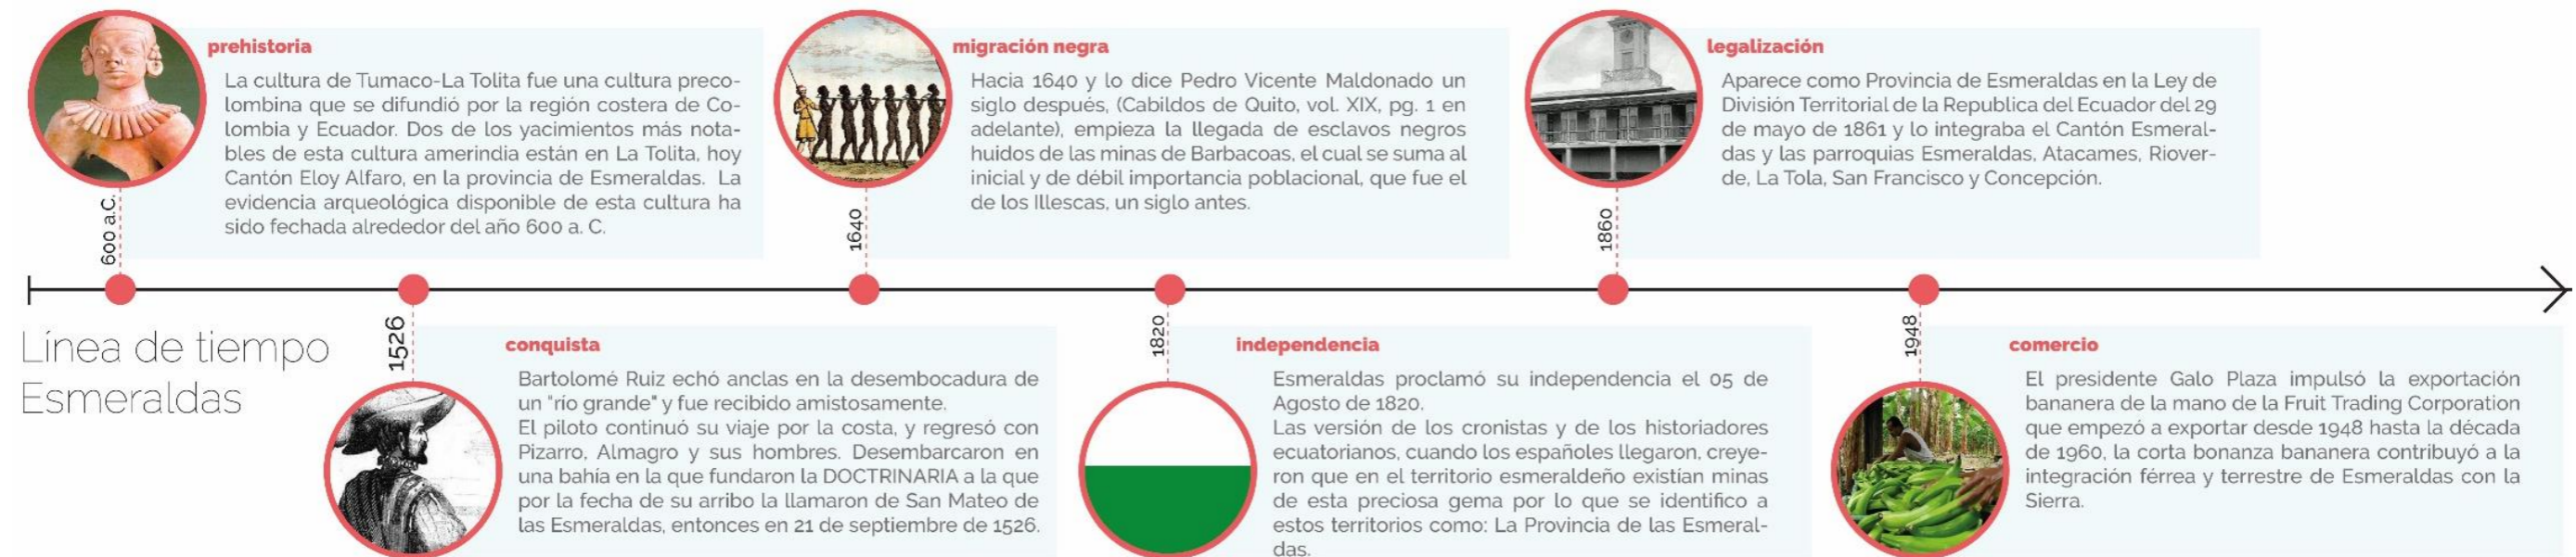 prehistoria
La cultura de Tumaco-La Tolita fue una cultura preco-
lombina que se difundió por la región costera de Co-
lombia y Ecuador. Dos de los yacimientos más nota-
bles de esta cultura amerindia están en La Tolita, hoy
Cantón Eloy Alfaro, en la provincia de Esmeraldas. La
evidencia arqueológica disponible de esta cultura ha
sido fechada alrededor del año 600 a. C.
600 a.C.
migración negra
Hacia 1640 y lo dice Pedro Vicente Maldonado un
siglo después, (Cabildos de Quito, vol. XIX, pg. 1 en
adelante), empieza la llegada de esclavos negros
huidos de las minas de Barbacoas, el cual se suma al
inicial y de débil importancia poblacional, que fue el
de los Illescas, un siglo antes.
1640
legalización
Aparece como Provincia de Esmeraldas en la Ley de
División Territorial de la Republica del Ecuador del 29
de mayo de 1861 y lo integraba el Cantón Esmeral-
das y las parroquias Esmeraldas, Atacames, Riover-
de, La Tola, San Francisco y Concepción.
1860
Línea de tiempo
Esmeraldas
1526
conquista
Bartolomé Ruiz echó anclas en la desembocadura de
un "río grande" y fue recibido amistosamente.
El piloto continuó su viaje por la costa, y regresó con
Pizarro, Almagro y sus hombres. Desembarcaron en
una bahía en la que fundaron la DOCTRINARIA a la que
por la fecha de su arribo la llamaron de San Mateo de
las Esmeraldas, entonces en 21 de septiembre de 1526.
1820
independencia
Esmeraldas proclamó su independencia el 05 de
Agosto de 1820.
Las versión de los cronistas y de los historiadores
ecuatorianos, cuando los españoles llegaron, creye-
ron que en el territorio esmeraldeño existían minas
de esta preciosa gema por lo que se identifico a
estos territorios como: La Provincia de las Esmeral-
das.
1948
comercio
El presidente Galo Plaza impulsó la exportación
bananera de la mano de la Fruit Trading Corporation
que empezó a exportar desde 1948 hasta la década
de 1960, la corta bonanza bananera contribuyó a la
integración férrea y terrestre de Esmeraldas con la
Sierra.